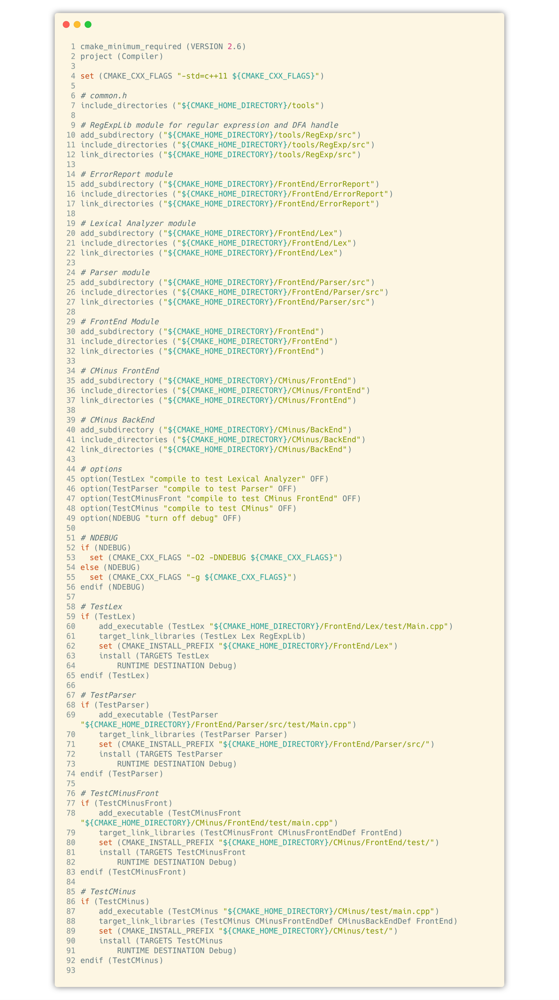 1 cmake_minimum_required (VERSION 2.6)
2 project (Compiler)
3
4 set (CMAKE_CXX_FLAGS "-std=c++11 ${CMAKE_CXX_FLAGS}")
5
6 # common.h
7 include_directories ("${CMAKE_HOME_DIRECTORY}/tools")
8
9 # RegExpLib module for regular expression and DFA handle
10 add_subdirectory ("${CMAKE_HOME_DIRECTORY}/tools/RegExp/src")
11 include_directories ("${CMAKE_HOME_DIRECTORY}/tools/RegExp/src")
12 link_directories ("${CMAKE_HOME_DIRECTORY}/tools/RegExp/src")
13
14 # ErrorReport module
15 add_subdirectory ("${CMAKE_HOME_DIRECTORY}/FrontEnd/ErrorReport")
16 include_directories ("${CMAKE_HOME_DIRECTORY}/FrontEnd/ErrorReport")
17 link_directories ("${CMAKE_HOME_DIRECTORY}/FrontEnd/ErrorReport")
18
19 # Lexical Analyzer module
20 add_subdirectory ("${CMAKE_HOME_DIRECTORY}/FrontEnd/Lex")
21 include_directories ("${CMAKE_HOME_DIRECTORY}/FrontEnd/Lex")
22 link_directories ("${CMAKE_HOME_DIRECTORY}/FrontEnd/Lex")
23
24 # Parser module
25 add_subdirectory ("${CMAKE_HOME_DIRECTORY}/FrontEnd/Parser/src")
26 include_directories ("${CMAKE_HOME_DIRECTORY}/FrontEnd/Parser/src")
27 link_directories ("${CMAKE_HOME_DIRECTORY}/FrontEnd/Parser/src")
28
29 # FrontEnd Module
30 add_subdirectory ("${CMAKE_HOME_DIRECTORY}/FrontEnd")
31 include_directories ("${CMAKE_HOME_DIRECTORY}/FrontEnd")
32 link_directories ("${CMAKE_HOME_DIRECTORY}/FrontEnd")
33
34 # CMinus FrontEnd
35 add_subdirectory ("${CMAKE_HOME_DIRECTORY}/CMinus/FrontEnd")
36 include_directories ("${CMAKE_HOME_DIRECTORY}/CMinus/FrontEnd")
37 link_directories ("${CMAKE_HOME_DIRECTORY}/CMinus/FrontEnd")
38
39 # CMinus BackEnd
40 add_subdirectory ("${CMAKE_HOME_DIRECTORY}/CMinus/BackEnd")
41 include_directories ("${CMAKE_HOME_DIRECTORY}/CMinus/BackEnd")
42 link_directories ("${CMAKE_HOME_DIRECTORY}/CMinus/BackEnd")
43
44 # options
45 option(TestLex "compile to test Lexical Analyzer" OFF)
46 option(TestParser "compile to test Parser" OFF)
47 option(TestCMinusFront "compile to test CMinus FrontEnd" OFF)
48 option(TestCMinus "compile to test CMinus" OFF)
49 option(NDEBUG "turn off debug" OFF)
50
51 # NDEBUG
52 if (NDEBUG)
53   set (CMAKE_CXX_FLAGS "-O2 -DNDEBUG ${CMAKE_CXX_FLAGS}")
54 else (NDEBUG)
55   set (CMAKE_CXX_FLAGS "-g ${CMAKE_CXX_FLAGS}")
56 endif (NDEBUG)
57
58 # TestLex
59 if (TestLex)
60     add_executable (TestLex "${CMAKE_HOME_DIRECTORY}/FrontEnd/Lex/test/Main.cpp")
61     target_link_libraries (TestLex Lex RegExpLib)
62     set (CMAKE_INSTALL_PREFIX "${CMAKE_HOME_DIRECTORY}/FrontEnd/Lex")
63     install (TARGETS TestLex
64         RUNTIME DESTINATION Debug)
65 endif (TestLex)
66
67 # TestParser
68 if (TestParser)
69     add_executable (TestParser
"${CMAKE_HOME_DIRECTORY}/FrontEnd/Parser/src/test/Main.cpp")
70     target_link_libraries (TestParser Parser)
71     set (CMAKE_INSTALL_PREFIX "${CMAKE_HOME_DIRECTORY}/FrontEnd/Parser/src/")
72     install (TARGETS TestParser
73         RUNTIME DESTINATION Debug)
74 endif (TestParser)
75
76 # TestCMinusFront
77 if (TestCMinusFront)
78     add_executable (TestCMinusFront
"${CMAKE_HOME_DIRECTORY}/CMinus/FrontEnd/test/main.cpp")
79     target_link_libraries (TestCMinusFront CMinusFrontEndDef FrontEnd)
80     set (CMAKE_INSTALL_PREFIX "${CMAKE_HOME_DIRECTORY}/CMinus/FrontEnd/test/")
81     install (TARGETS TestCMinusFront
82         RUNTIME DESTINATION Debug)
83 endif (TestCMinusFront)
84
85 # TestCMinus
86 if (TestCMinus)
87     add_executable (TestCMinus "${CMAKE_HOME_DIRECTORY}/CMinus/test/main.cpp")
88     target_link_libraries (TestCMinus CMinusFrontEndDef CMinusBackEndDef FrontEnd)
89     set (CMAKE_INSTALL_PREFIX "${CMAKE_HOME_DIRECTORY}/CMinus/test/")
90     install (TARGETS TestCMinus
91         RUNTIME DESTINATION Debug)
92 endif (TestCMinus)
93